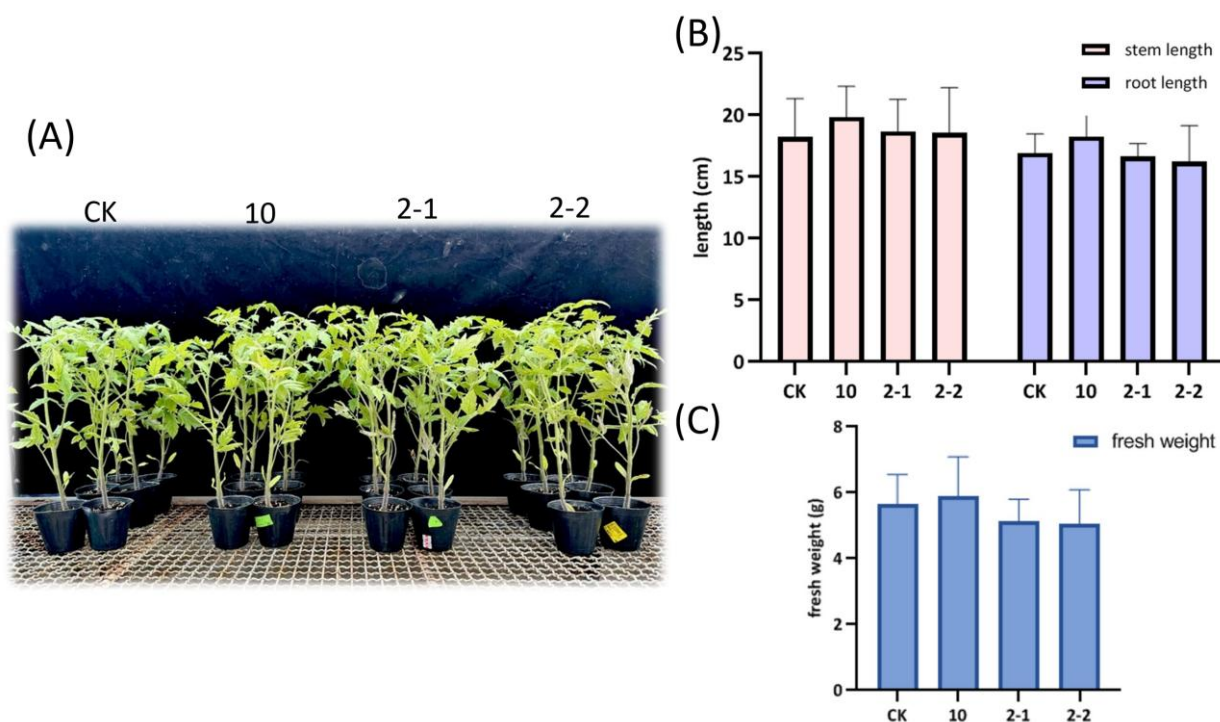 (A)
CK 10 2-1 2-2
(B)
25
20
15
10
5
0
length (cm)
stem length
root length
CK 10 2-1 2-2 CK 10 2-1 2-2
(C)
8
6
4
2
0
fresh weight (g)
fresh weight
CK 10 2-1 2-2